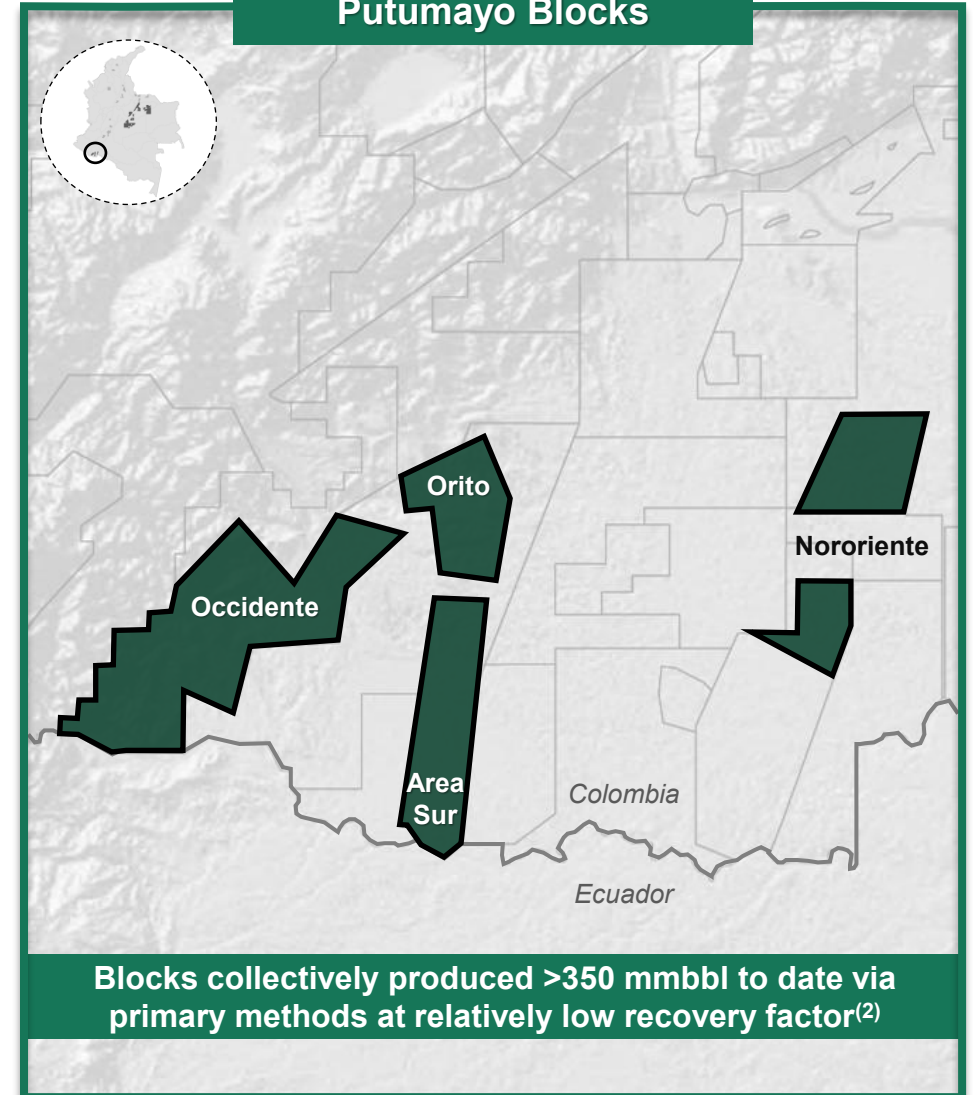 Putumayo Blocks
Orito
Nororiente
Occidente
Area
Sur
Colombia
Ecuador
Blocks collectively produced >350 mmbbl to date via
primary methods at relatively low recovery factor(2)